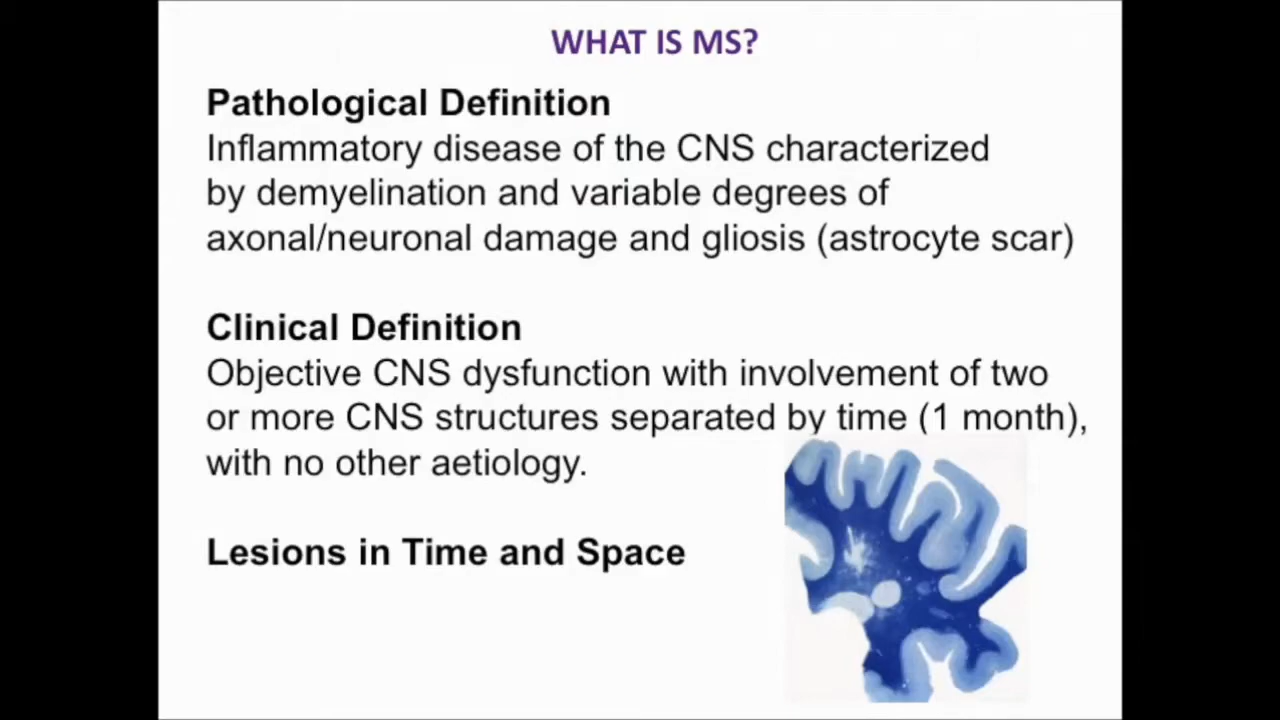 WHAT IS MS?
Pathological Definition
Inflammatory disease of the CNS characterized
by demyelination and variable degrees of
axonal/neuronal damage and gliosis (astrocyte scar)
Clinical Definition
Objective CNS dysfunction with involvement of two
or more CNS structures separated by time (1 month),
with no other aetiology.
Lesions in Time and Space